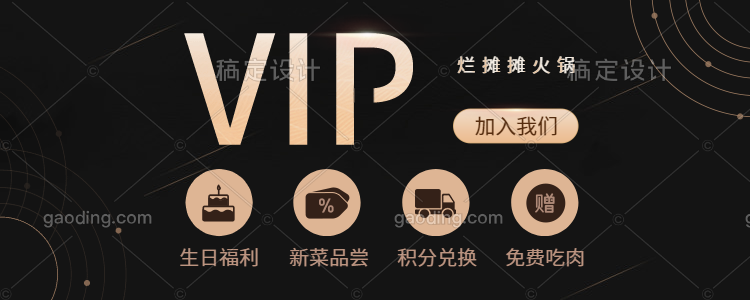 VIP
烂摊摊火锅
加入我们
%
赠
生日福利
新菜品尝
积分兑换
免费吃肉
稿定设计
稿定设计
gaoding.com
gaoding.com